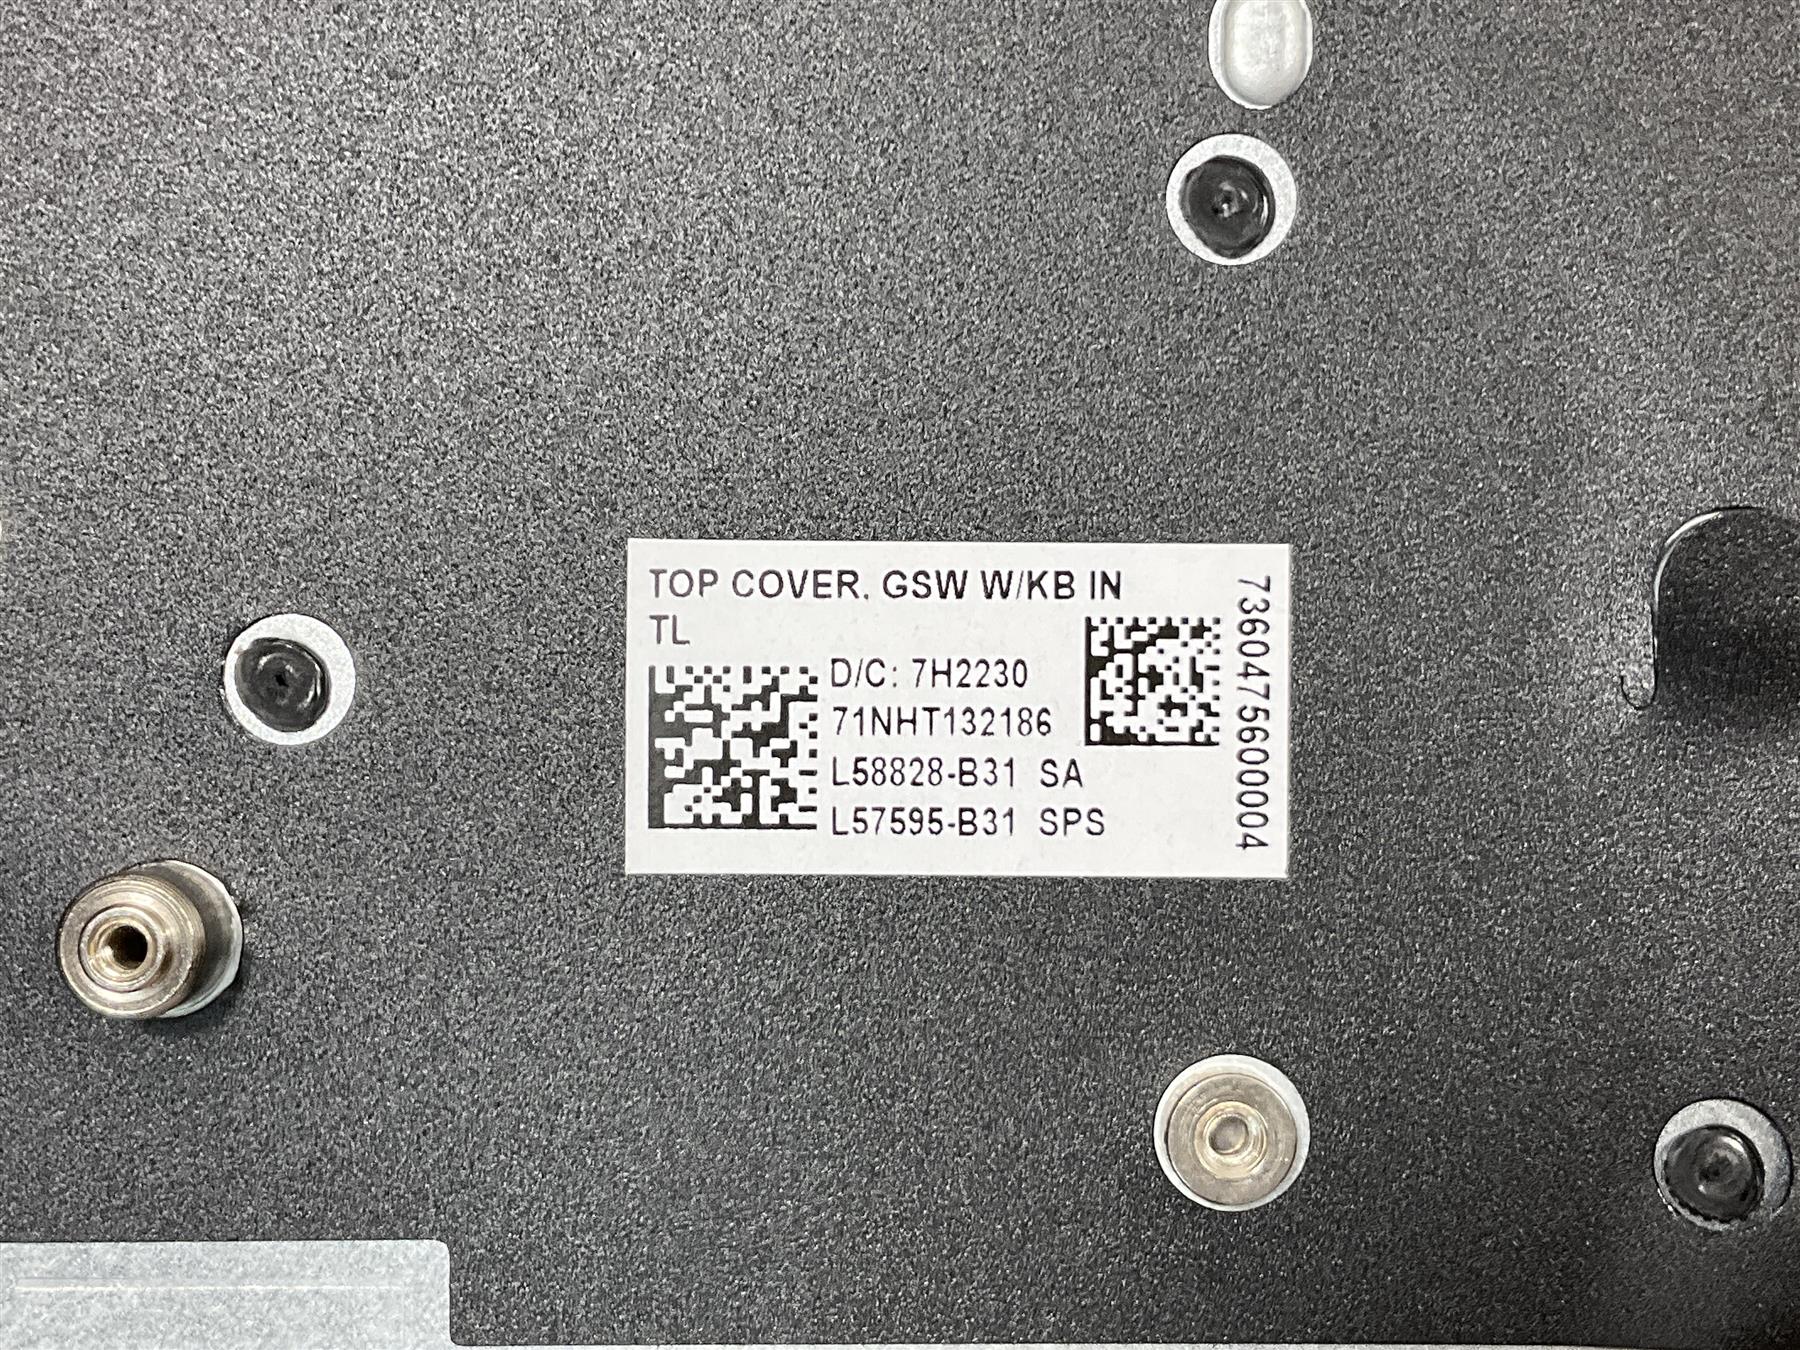 TOP COVER. GSW W/KB IN
TL
D/C: 7H2230
71NHT132186
L58828-B31 SA
L57595-B31 SPS
7360475600004